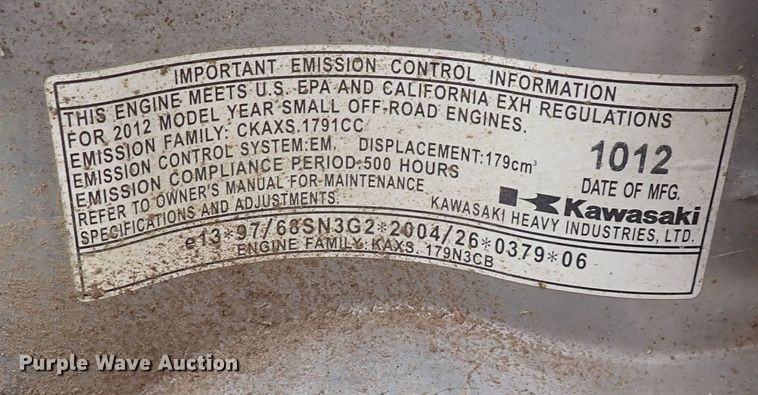 IMPORTANT EMISSION CONTROL INFORMATION
THIS ENGINE MEETS U.S. EPA AND CALIFORNIA EXH REGULATIONS
FOR 2012 MODEL YEAR SMALL OFF-ROAD ENGINES.
EMISSION FAMILY: CKAXS.1791CC
EMISSION CONTROL SYSTEM:EM. DISPLACEMENT:179cm³
EMISSION COMPLIANCE PERIOD:500 HOURS
REFER TO OWNER'S MANUAL FOR MAINTENANCE
SPECIFICATIONS AND ADJUSTMENTS.
1012
DATE OF MFG.
Kawasaki
KAWASAKI HEAVY INDUSTRIES, LTD.
e13*97/68SN3G2*2004/26*0379*06
ENGINE FAMILY:KAXS. 179N3CB
Purple Wave Auction